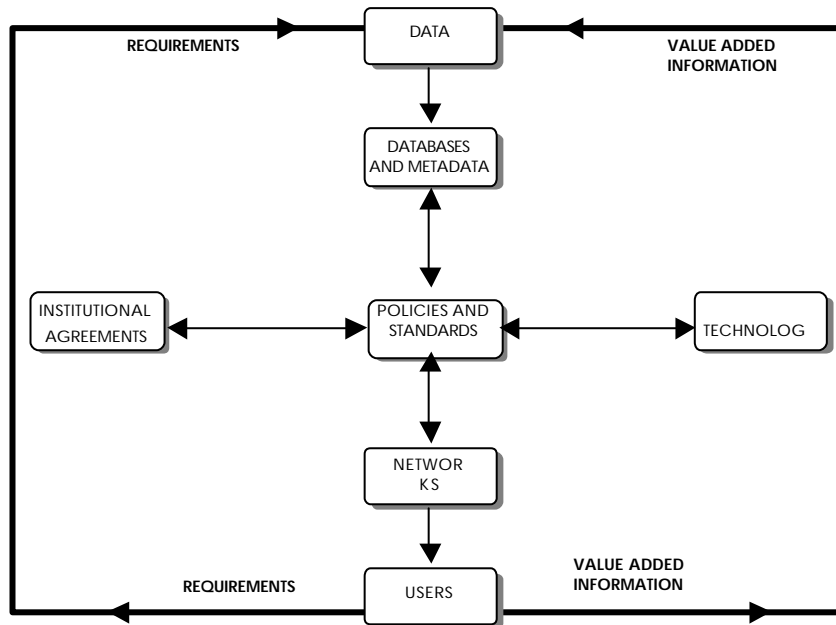 DATA
REQUIREMENTS
VALUE ADDED
INFORMATION
DATABASES
AND METADATA
INSTITUTIONAL
AGREEMENTS
POLICIES AND
STANDARDS
TECHNOLOG
NETWOR
KS
REQUIREMENTS
USERS
VALUE ADDED
INFORMATION